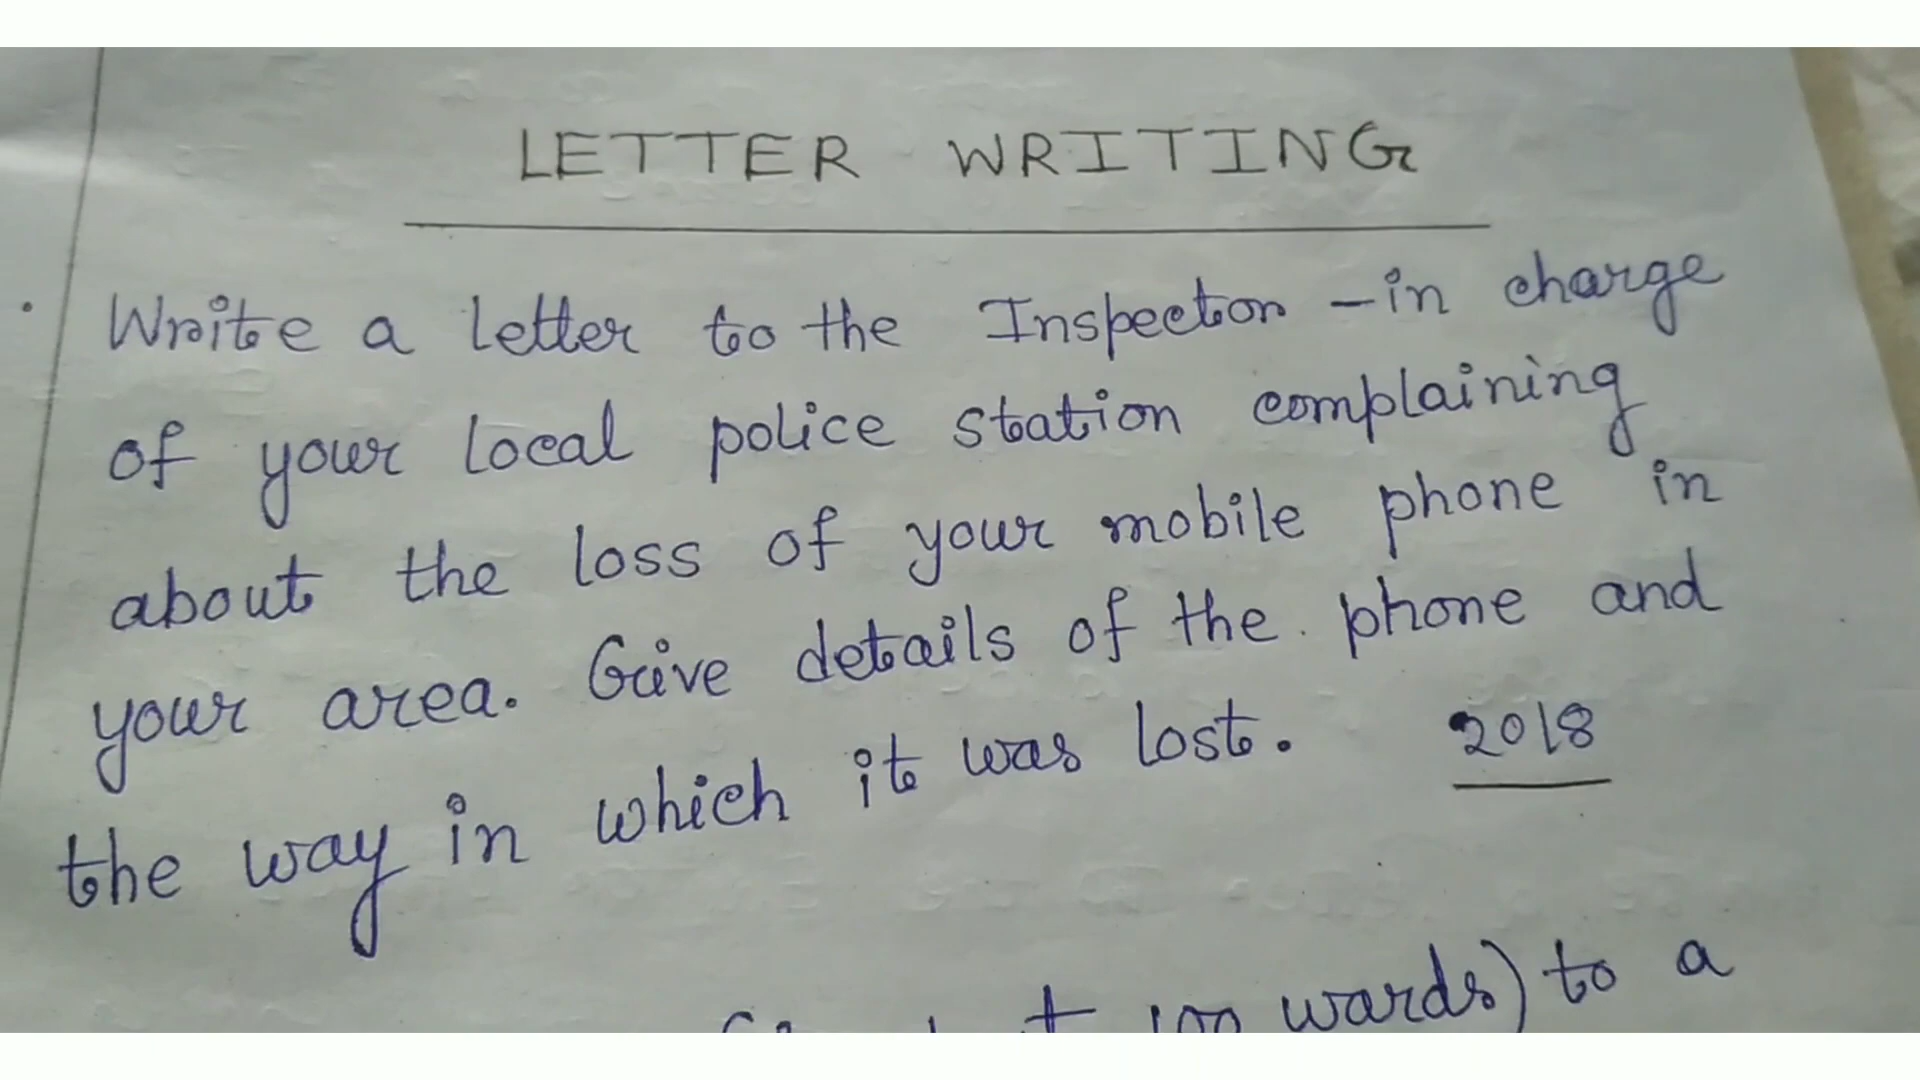 LETTER WRITING
Write a letter to the Inspector -in charge
of your local police station complaining
about the loss of your mobile phone in
your area. Give details of the phone and
the way in which it was lost. 2018
100 words) to a